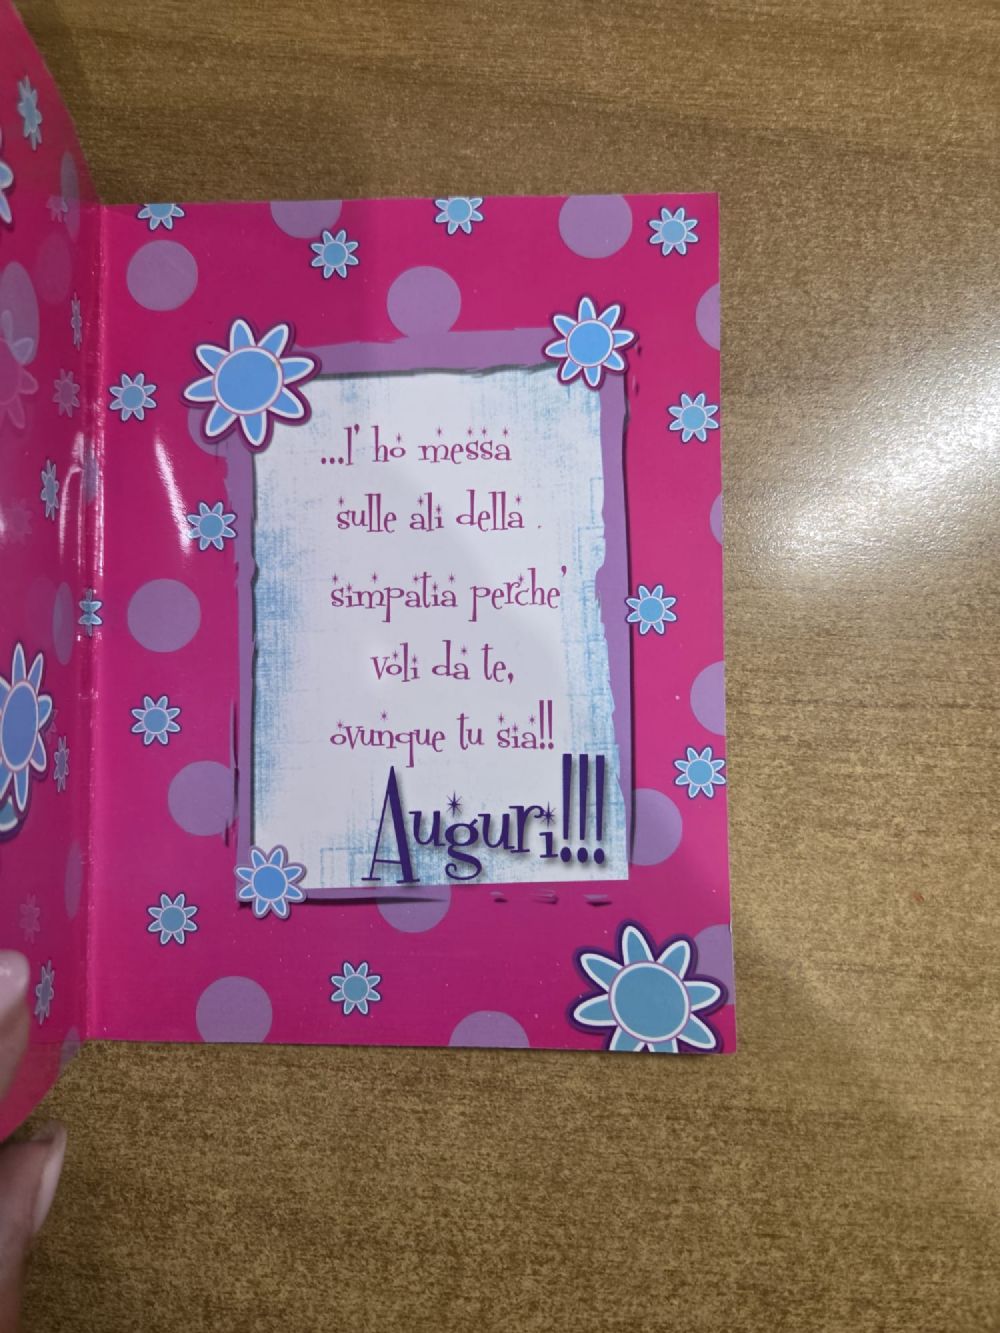 ...l' ho messa
sulle ali della
simpatia perche'
voli da te,
ovunque tu sia!!
Auguri!!!